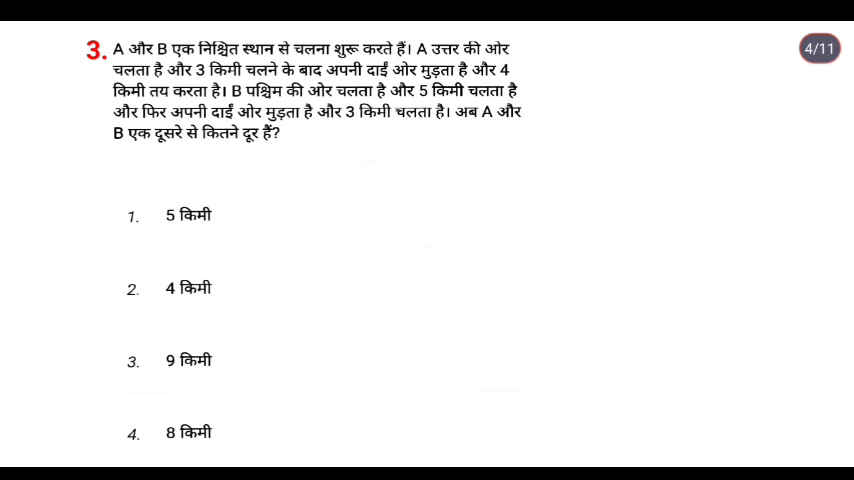 3. A और B एक निश्चित स्थान से चलना शुरू करते हैं। A उत्तर की ओर
चलता है और 3 किमी चलने के बाद अपनी दाईं ओर मुड़ता है और 4
किमी तय करता है। B पश्चिम की ओर चलता है और 5 किमी चलता है
और फिर अपनी दाईं ओर मुड़ता है और 3 किमी चलता है। अब A और
B एक दूसरे से कितने दूर हैं?
4/11
1. 5 किमी
2. 4 किमी
3. 9 किमी
4. 8 किमी